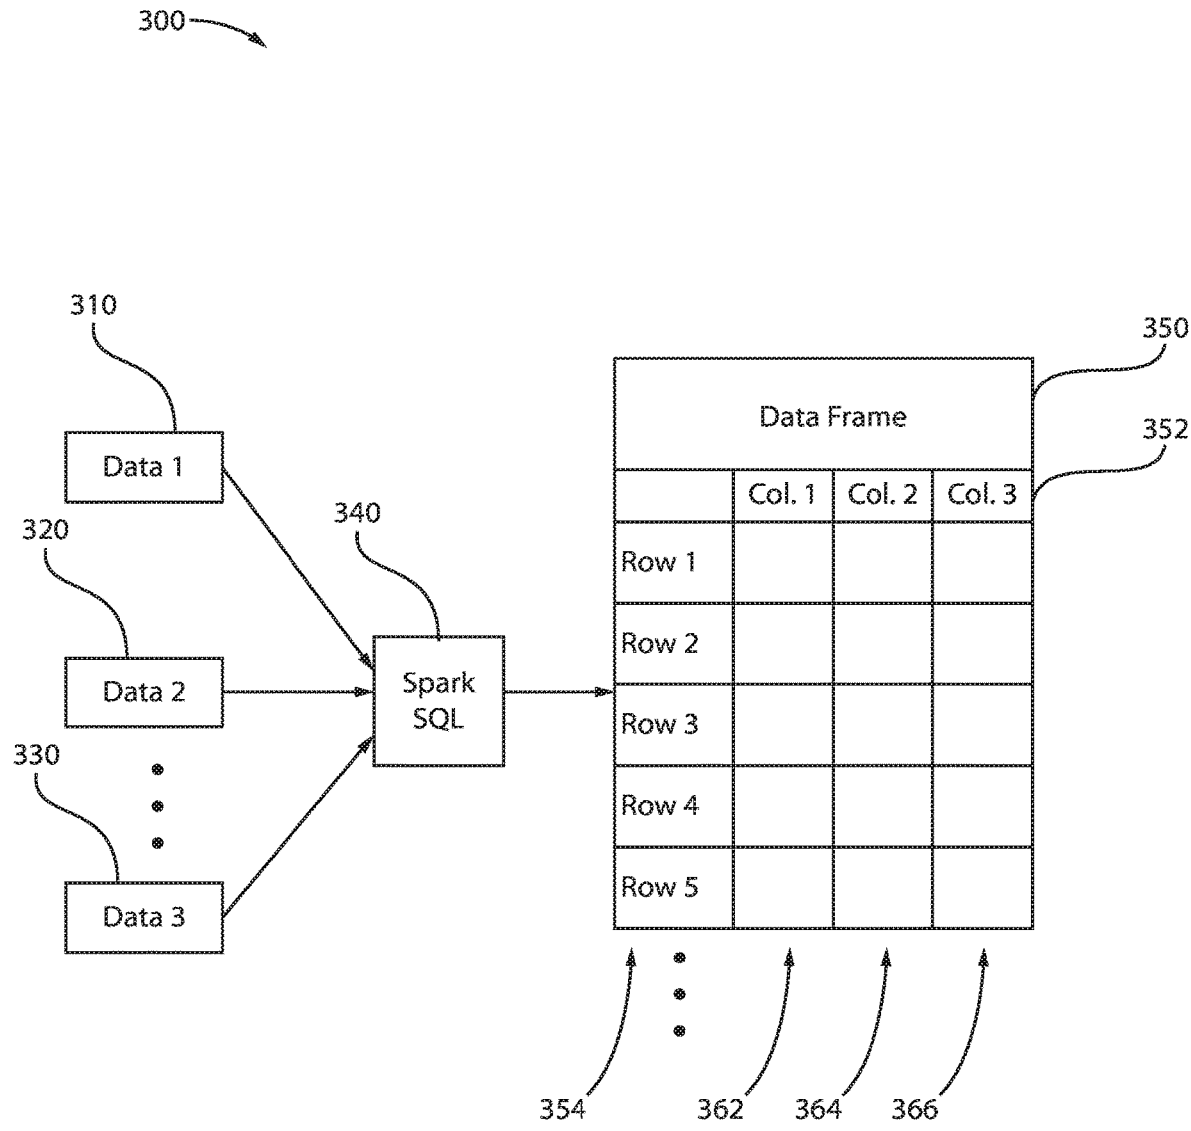 300
310
350
Data Frame
352
Data 1
Col. 1 Col. 2 Col. 3
340
320
Row 1
Row 2
Spark
SQL
Data 2
Row 3
330
Row 4
Row 5
Data 3
354 362 364 366